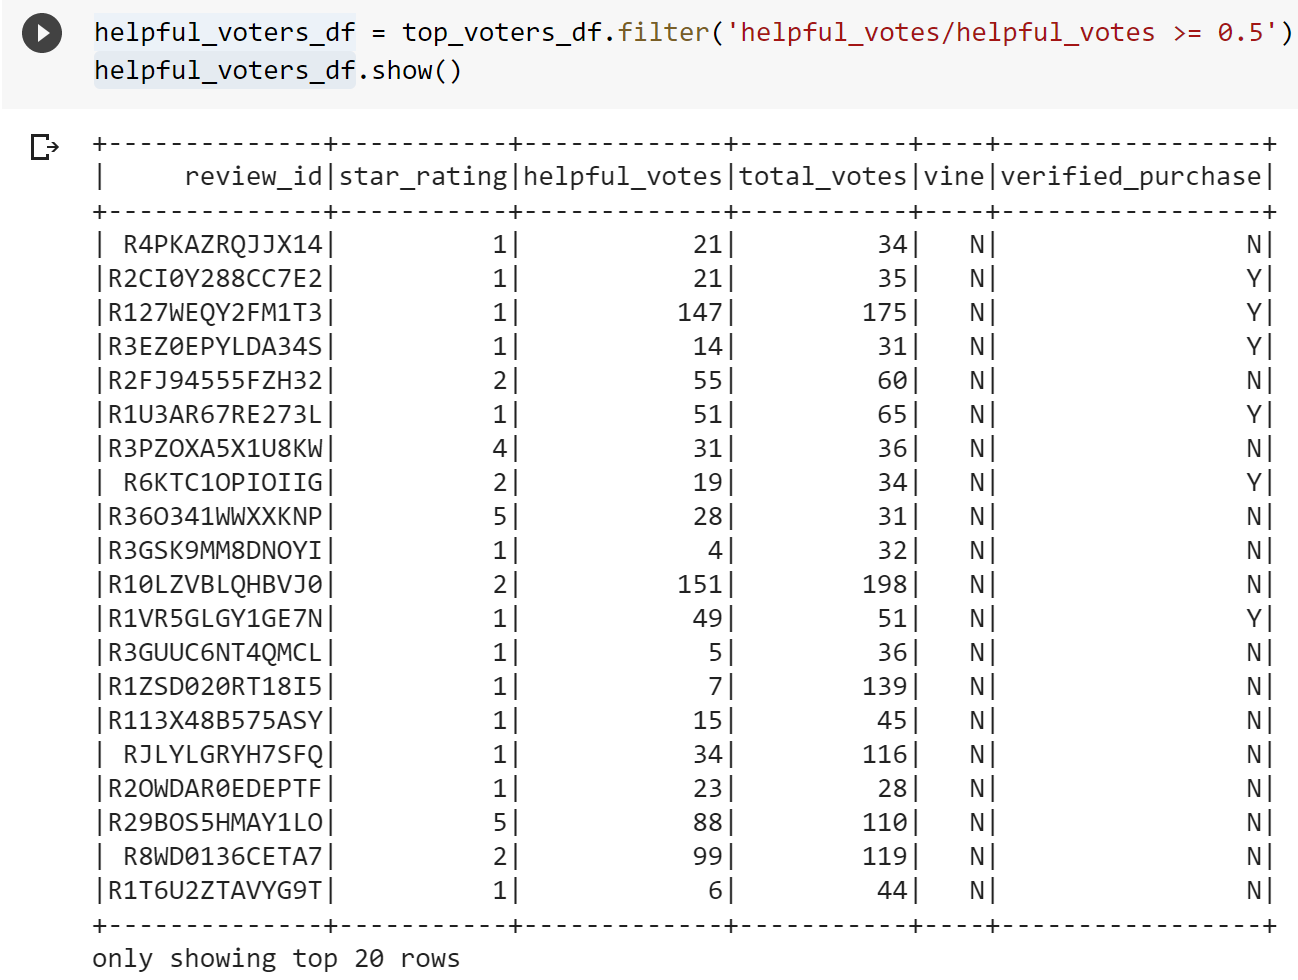 helpful_voters_df = top_voters_df.filter('helpful_votes/helpful_votes >= 0.5')
helpful_voters_df.show()
+--------------+-----------+-------------+-----------+----+-----------------+
|     review_id|star_rating|helpful_votes|total_votes|vine|verified_purchase|
+--------------+-----------+-------------+-----------+----+-----------------+
| R4PKAZRQJJX14|          1|           21|         34|   N|                N|
|R2CI0Y288CC7E2|          1|           21|         35|   N|                Y|
|R127WEQY2FM1T3|          1|          147|        175|   N|                Y|
|R3EZ0EPYLDA34S|          1|           14|         31|   N|                Y|
|R2FJ94555FZH32|          2|           55|         60|   N|                N|
|R1U3AR67RE273L|          1|           51|         65|   N|                Y|
|R3PZOXA5X1U8KW|          4|           31|         36|   N|                N|
| R6KTC1OPIOIIG|          2|           19|         34|   N|                Y|
|R36O341WWXXKNP|          5|           28|         31|   N|                N|
|R3GSK9MM8DNOYI|          1|            4|         32|   N|                N|
|R10LZVBLQHBVJ0|          2|          151|        198|   N|                N|
|R1VR5GLGY1GE7N|          1|           49|         51|   N|                Y|
|R3GUUC6NT4QMCL|          1|            5|         36|   N|                N|
|R1ZSD020RT18I5|          1|            7|        139|   N|                N|
|R113X48B575ASY|          1|           15|         45|   N|                N|
| RJLYLGRYH7SFQ|          1|           34|        116|   N|                N|
|R2OWDAR0EDEPTF|          1|           23|         28|   N|                N|
|R29BOS5HMAY1LO|          5|           88|        110|   N|                N|
| R8WD0136CETA7|          2|           99|        119|   N|                N|
|R1T6U2ZTAVYG9T|          1|            6|         44|   N|                N|
+--------------+-----------+-------------+-----------+----+-----------------+
only showing top 20 rows